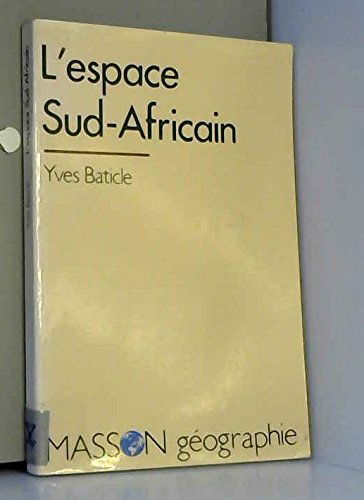 L'espace
Sud-Africain
Yves Baticle
MASSON géographie